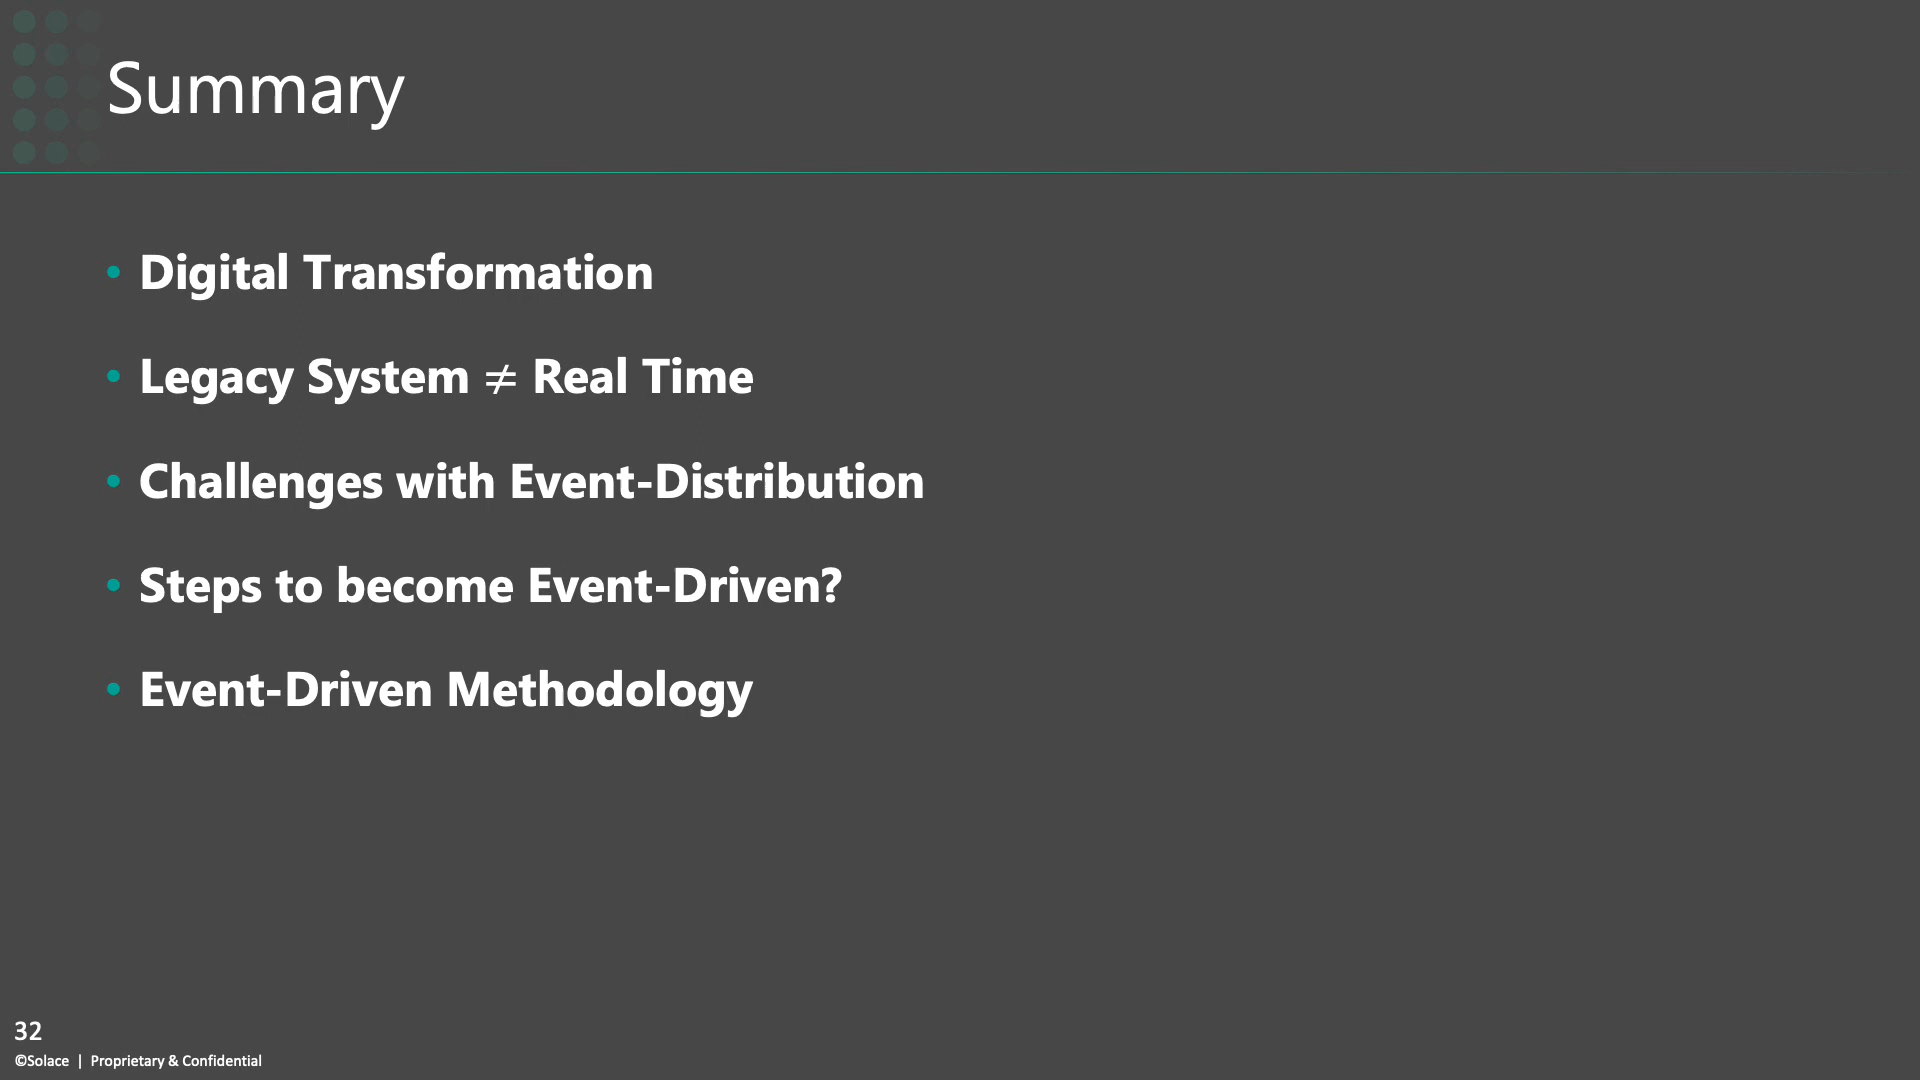 Summary
• Digital Transformation
• Legacy System ≠ Real Time
• Challenges with Event-Distribution
• Steps to become Event-Driven?
• Event-Driven Methodology
32
©Solace | Proprietary & Confidential